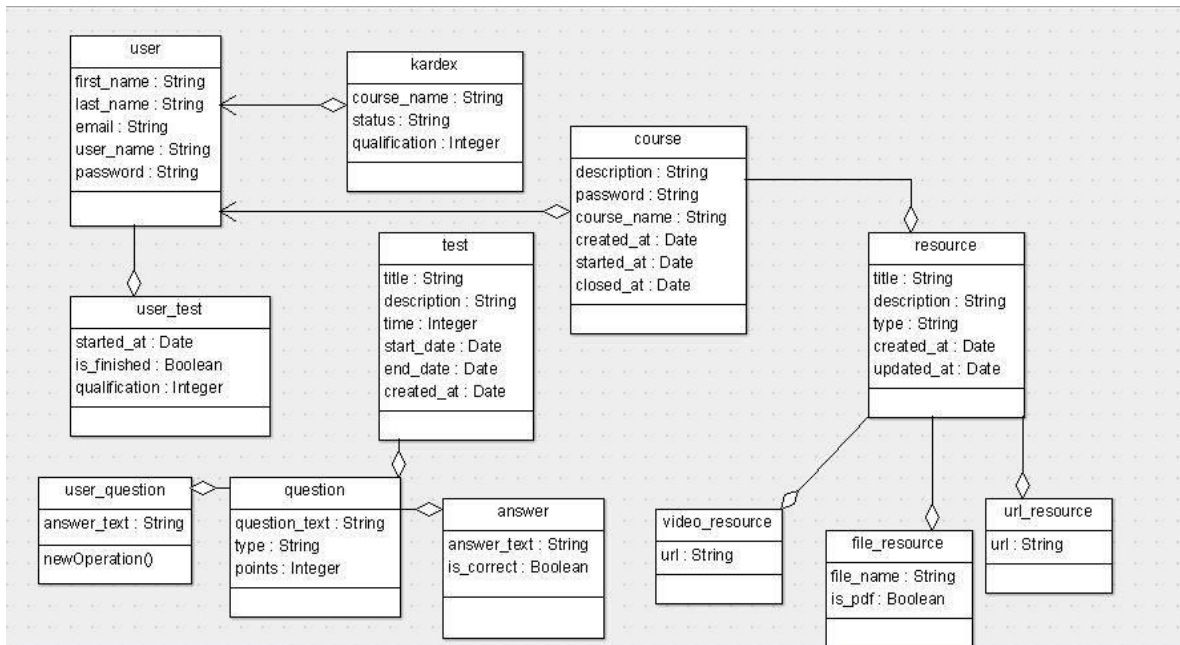 user
first_name : String
last_name : String
email : String
user_name : String
password : String
kardex
course_name : String
status : String
qualification : Integer
course
description : String
password : String
course_name : String
created_at : Date
started_at : Date
closed_at : Date
test
title : String
description : String
time : Integer
start_date : Date
end_date : Date
created_at : Date
resource
title : String
description : String
type : String
created_at : Date
updated_at : Date
user_test
started_at : Date
is_finished : Boolean
qualification : Integer
user_question
answer_text : String
newOperation()
question
question_text : String
type : String
points : Integer
answer
answer_text : String
is_correct : Boolean
video_resource
url : String
file_resource
file_name : String
is_pdf : Boolean
url_resource
url : String